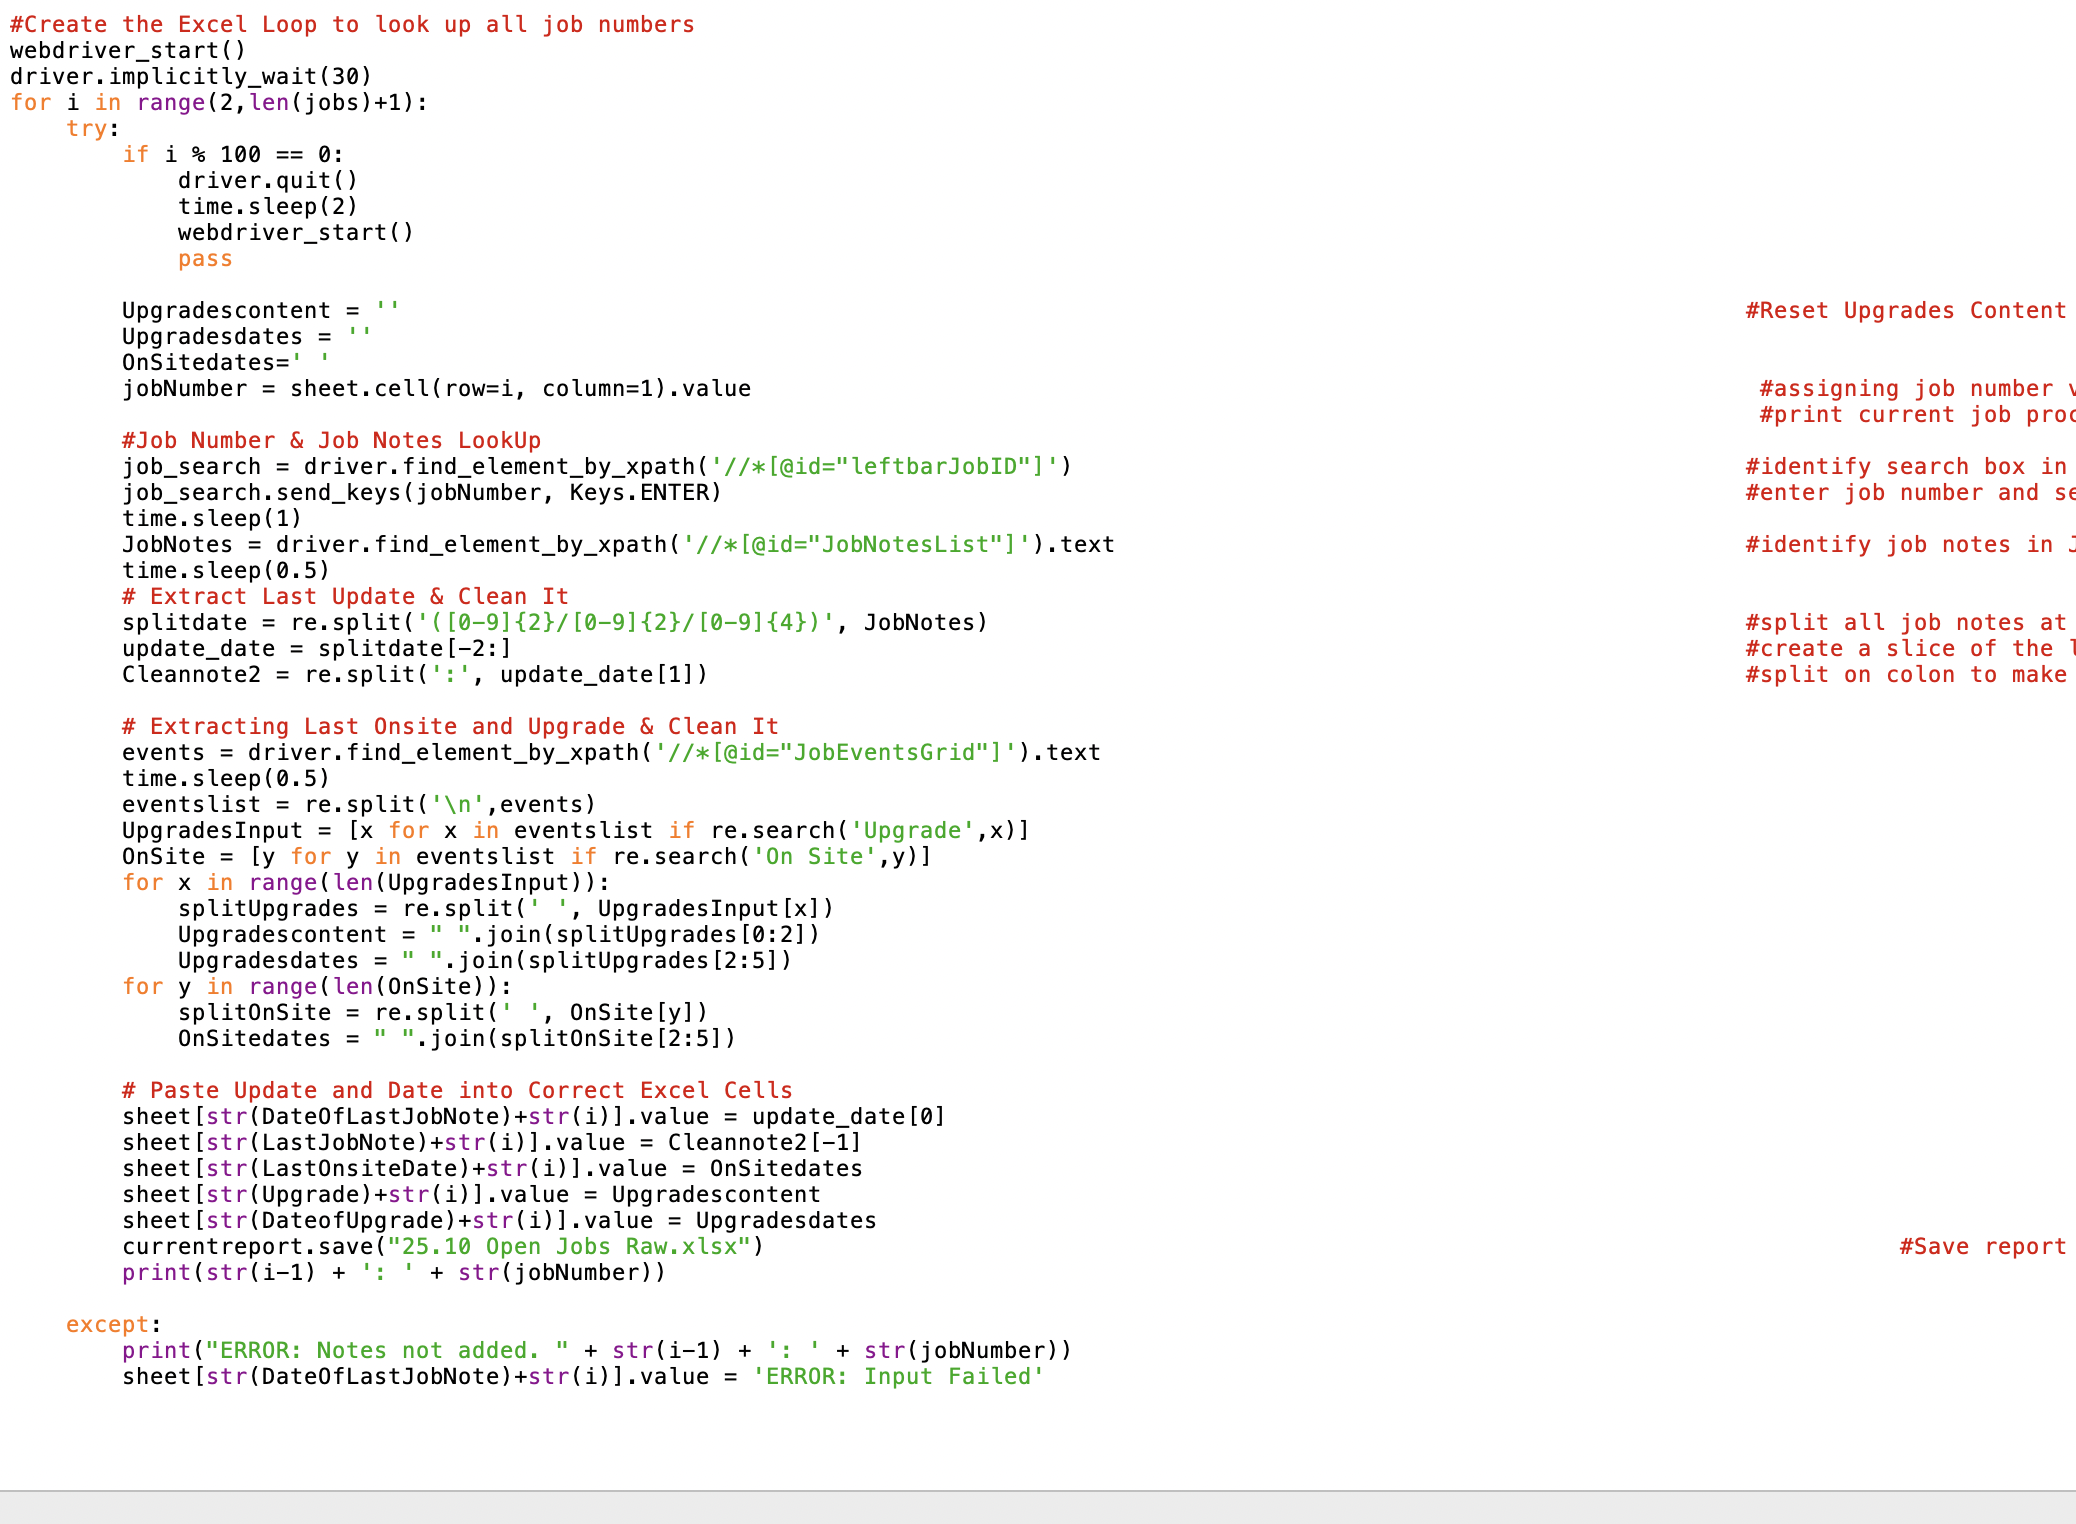 #Create the Excel Loop to look up all job numbers
webdriver_start()
driver.implicitly_wait(30)
for i in range(2,len(jobs)+1):
    try:
        if i % 100 == 0:
            driver.quit()
            time.sleep(2)
            webdriver_start()
            pass

        Upgradescontent = '' #Reset Upgrades Content
        Upgradesdates = ''
        OnSitedates=' '
        jobNumber = sheet.cell(row=i, column=1).value #assigning job number
        #print current job
        #Job Number & Job Notes LookUp
        job_search = driver.find_element_by_xpath('//*[@id="leftbarJobID"]') #identify search box in
        job_search.send_keys(jobNumber, Keys.ENTER) #enter job number and
        time.sleep(1)
        JobNotes = driver.find_element_by_xpath('//*[@id="JobNotesList"]').text #identify job notes in
        time.sleep(0.5)
        # Extract Last Update & Clean It
        splitdate = re.split('([0-9]{2}/[0-9]{2}/[0-9]{4})', JobNotes) #split all job notes at
        update_date = splitdate[-2:] #create a slice of the
        Cleannote2 = re.split(':', update_date[1]) #split on colon to make

        # Extracting Last Onsite and Upgrade & Clean It
        events = driver.find_element_by_xpath('//*[@id="JobEventsGrid"]').text
        time.sleep(0.5)
        eventslist = re.split('\n',events)
        UpgradesInput = [x for x in eventslist if re.search('Upgrade',x)]
        OnSite = [y for y in eventslist if re.search('On Site',y)]
        for x in range(len(UpgradesInput)):
            splitUpgrades = re.split(' ', UpgradesInput[x])
            Upgradescontent = " ".join(splitUpgrades[0:2])
            Upgradesdates = " ".join(splitUpgrades[2:5])
        for y in range(len(OnSite)):
            splitOnSite = re.split(' ', OnSite[y])
            OnSitedates = " ".join(splitOnSite[2:5])

        # Paste Update and Date into Correct Excel Cells
        sheet[str(DateOfLastJobNote)+str(i)].value = update_date[0]
        sheet[str(LastJobNote)+str(i)].value = Cleannote2[-1]
        sheet[str(LastOnsiteDate)+str(i)].value = OnSitedates
        sheet[str(Upgrade)+str(i)].value = Upgradescontent
        sheet[str(DateofUpgrade)+str(i)].value = Upgradesdates
        currentreport.save("25.10 Open Jobs Raw.xlsx") #Save report
        print(str(i-1) + ': ' + str(jobNumber))

    except:
        print("ERROR: Notes not added. " + str(i-1) + ': ' + str(jobNumber))
        sheet[str(DateOfLastJobNote)+str(i)].value = 'ERROR: Input Failed'